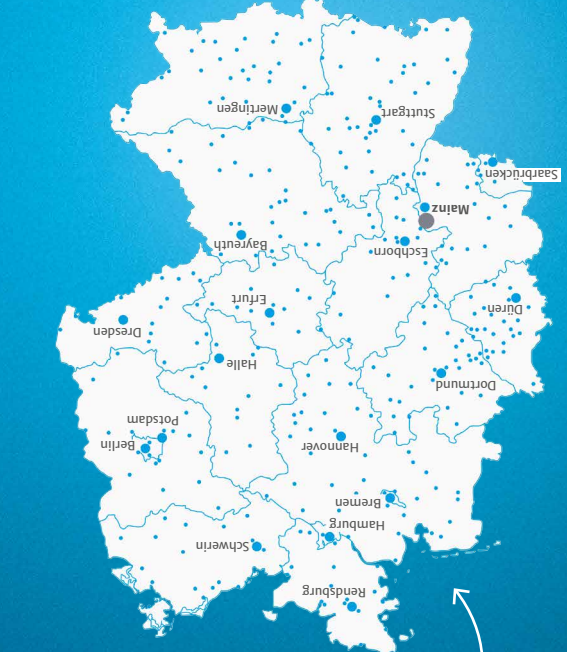 Rendsburg
Hamburg
Schwerin
Bremen
Hannover
Berlin
Potsdam
Dortmund
Halle
Dresden
Düren
Erfurt
Eschborn
Bayreuth
Mainz
Saarbrücken
Stuttgart
Mertingen